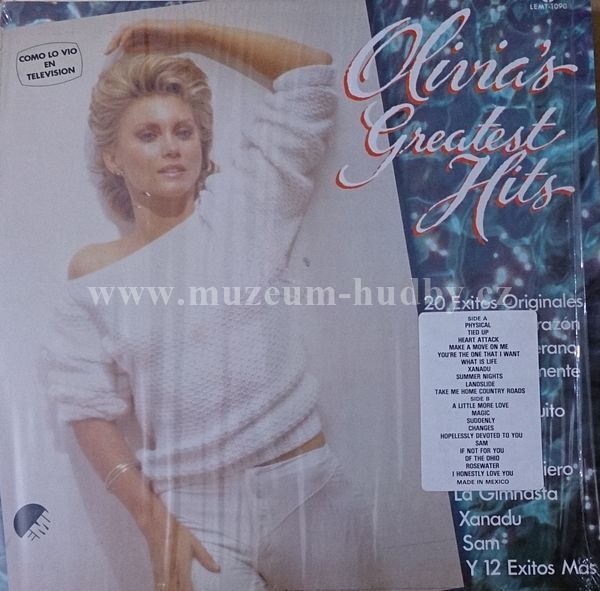 LEMT-1090
COMO LO VIO
EN
TELEVISION
Olivia's
Greatest
Hits
www.muzeum-hudby.cz
20 Exitos Originales
SIDE A
PHYSICAL
TIED UP
HEART ATTACK
MAKE A MOVE ON ME
YOU'RE THE ONE THAT I WANT
WHAT IS LIFE
XANADU
SUMMER NIGHTS
LANDSLIDE
TAKE ME HOME COUNTRY ROADS
SIDE B
A LITTLE MORE LOVE
MAGIC
SUDDENLY
CHANGES
HOPELESSLY DEVOTED TO YOU
SAM
IF NOT FOR YOU
OF THE OHIO
ROSEWATER
I HONESTLY LOVE YOU
MADE IN MEXICO
La Gimnasta
Xanadu
Sam
Y 12 Exitos Más
EMI